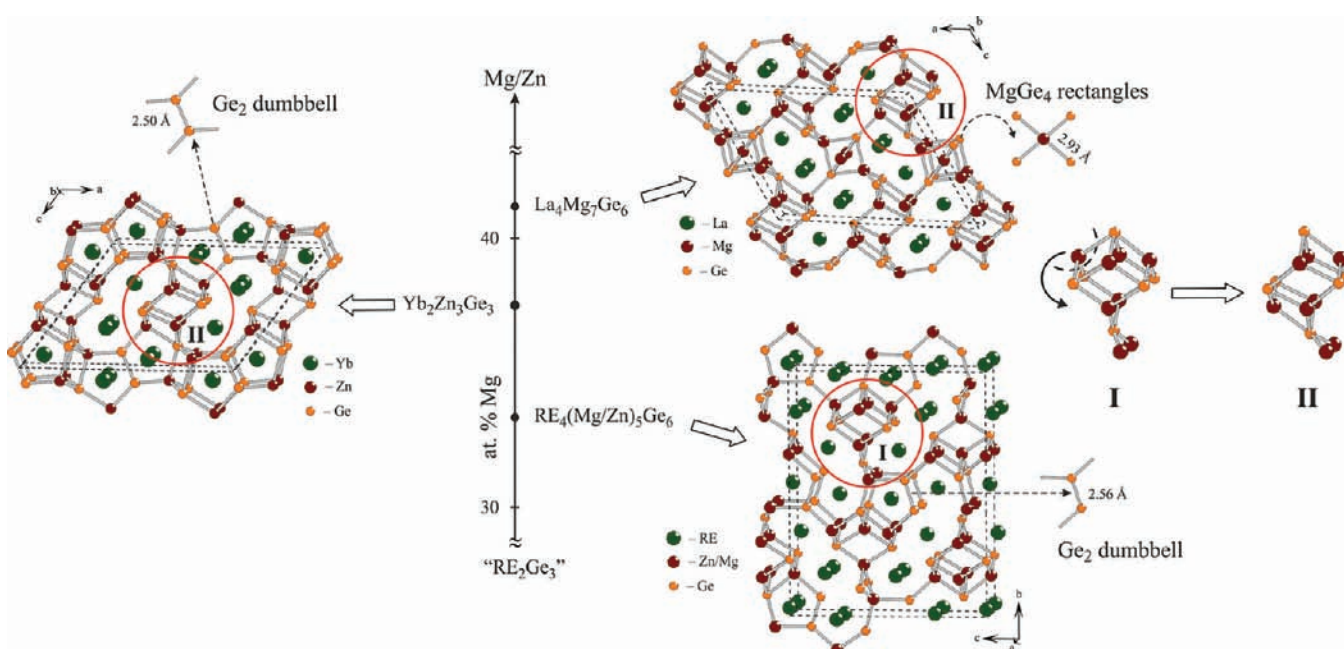 Ge₂ dumbbell
2.50 Å
b
a
c
– Yb
– Zn
– Ge
II
Mg/Zn
La₄Mg₇Ge₆
40
Yb₂Zn₃Ge₃
at. % Mg
RE₄(Mg/Zn)₅Ge₆
30
“RE₂Ge₃”
a
b
c
II
MgGe₄ rectangles
2.93 Å
– La
– Mg
– Ge
I
II
I
2.56 Å
Ge₂ dumbbell
– RE
– Zn/Mg
– Ge
b
c
a